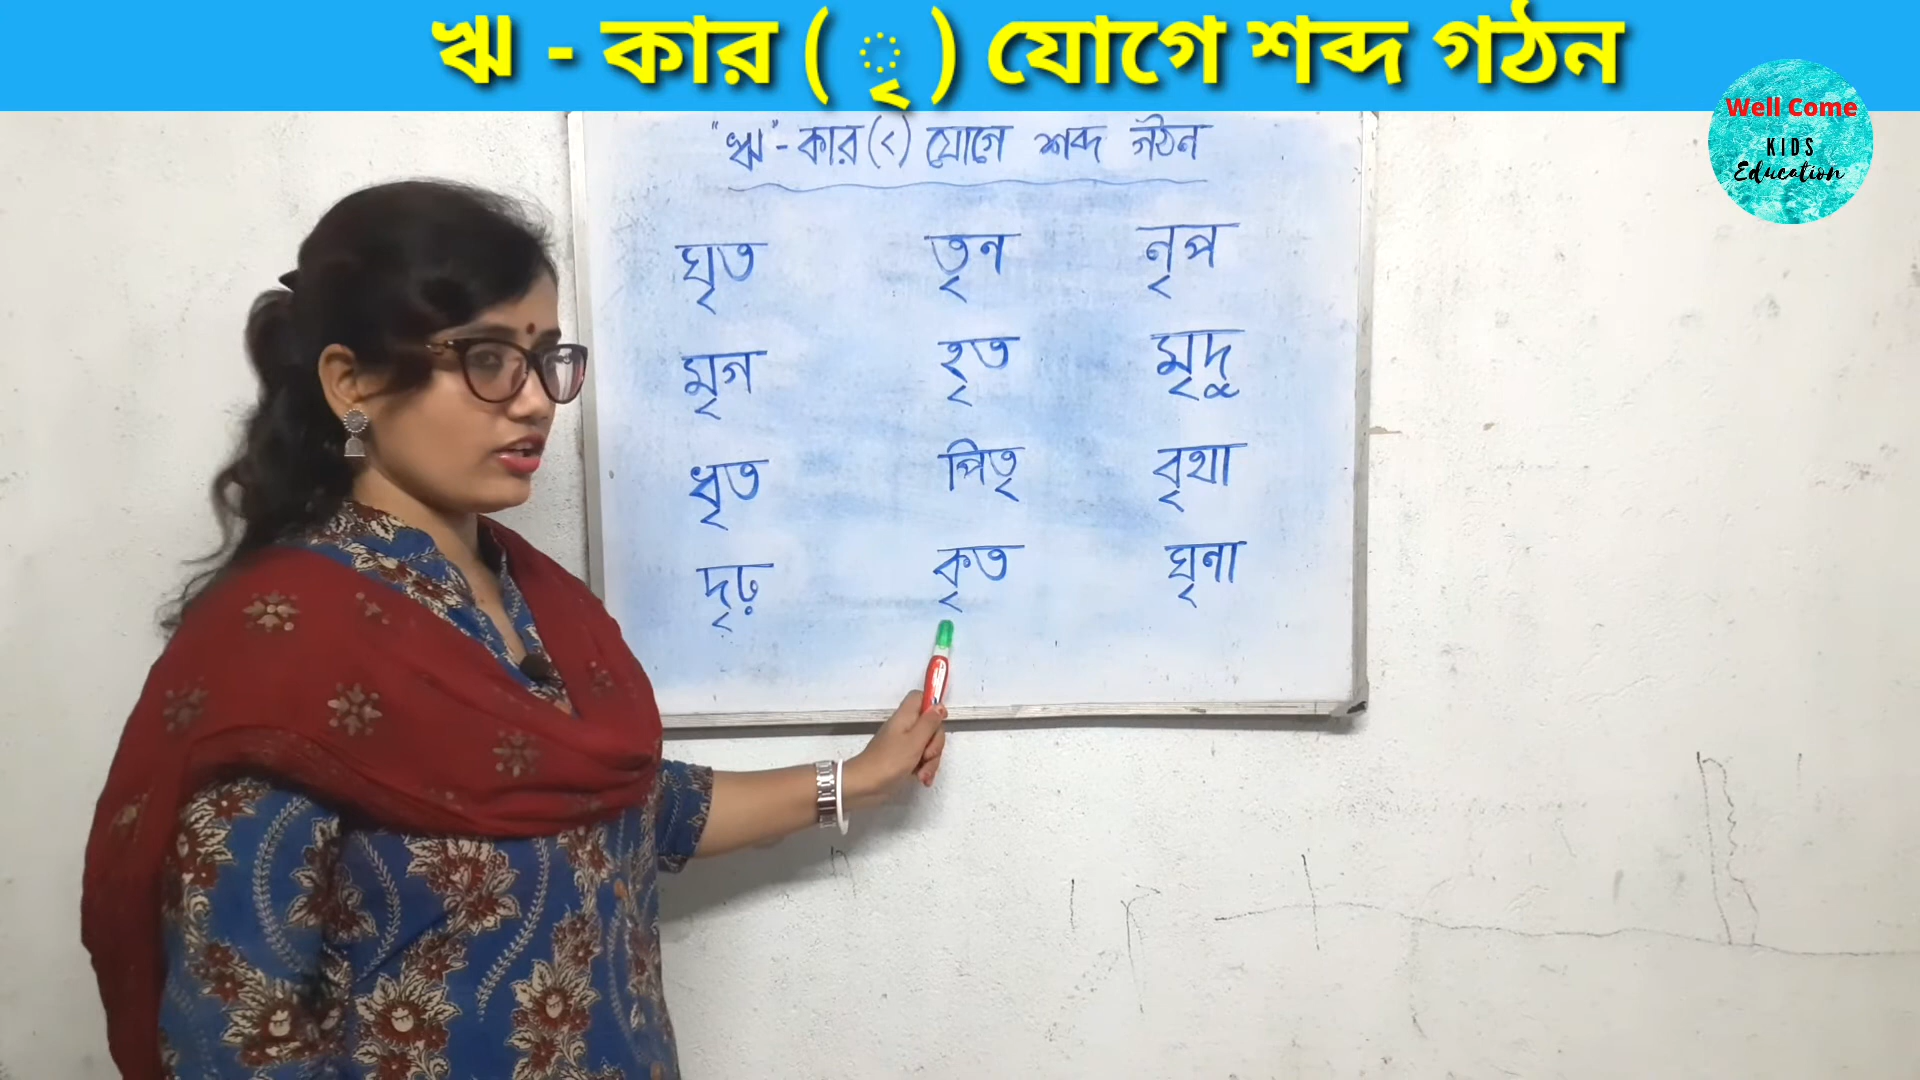 ঋ - কার ( ৃ ) যোগে শব্দ গঠন
Well Come
KIDS
Education
"ঋ" - কার (ৃ) যোগে শব্দ গঠন
ঘৃত তৃন নৃপ
মৃগ হৃত মৃদু
ধৃত পিতৃ বৃথা
দৃঢ় কৃত ঘৃনা